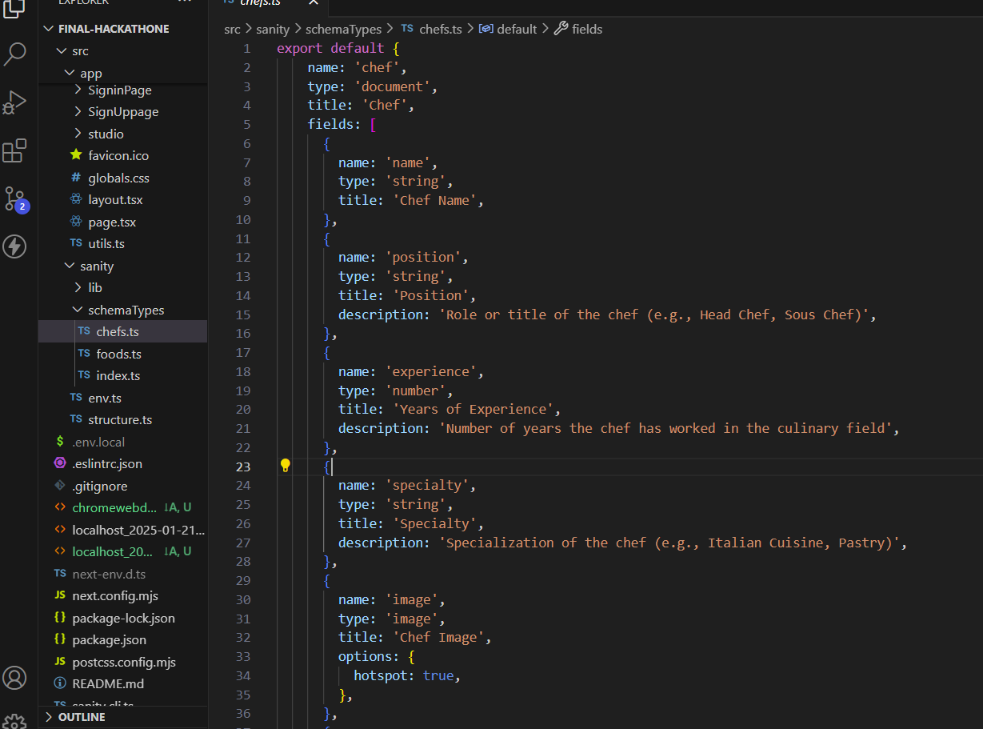 EXPLORER
chefs.ts
FINAL-HACKATHONE
src
app
SigninPage
SignUppage
studio
favicon.ico
# globals.css
layout.tsx
page.tsx
TS utils.ts
sanity
lib
schemaTypes
TS chefs.ts
TS foods.ts
TS index.ts
TS env.ts
TS structure.ts
$ .env.local
.eslintrc.json
.gitignore
<> chromewebd... ↓A, U
<> localhost_2025-01-21...
<> localhost_20... ↓A, U
TS next-env.d.ts
JS next.config.mjs
{} package-lock.json
{} package.json
JS postcss.config.mjs
README.md
TS sanity.cli.ts
OUTLINE
2
src > sanity > schemaTypes > TS chefs.ts > default > fields
1 export default {
2 name: 'chef',
3 type: 'document',
4 title: 'Chef',
5 fields: [
6 {
7 name: 'name',
8 type: 'string',
9 title: 'Chef Name',
10 },
11 {
12 name: 'position',
13 type: 'string',
14 title: 'Position',
15 description: 'Role or title of the chef (e.g., Head Chef, Sous Chef)',
16 },
17 {
18 name: 'experience',
19 type: 'number',
20 title: 'Years of Experience',
21 description: 'Number of years the chef has worked in the culinary field',
22 },
23 {
24 name: 'specialty',
25 type: 'string',
26 title: 'Specialty',
27 description: 'Specialization of the chef (e.g., Italian Cuisine, Pastry)',
28 },
29 {
30 name: 'image',
31 type: 'image',
32 title: 'Chef Image',
33 options: {
34 hotspot: true,
35 },
36 },